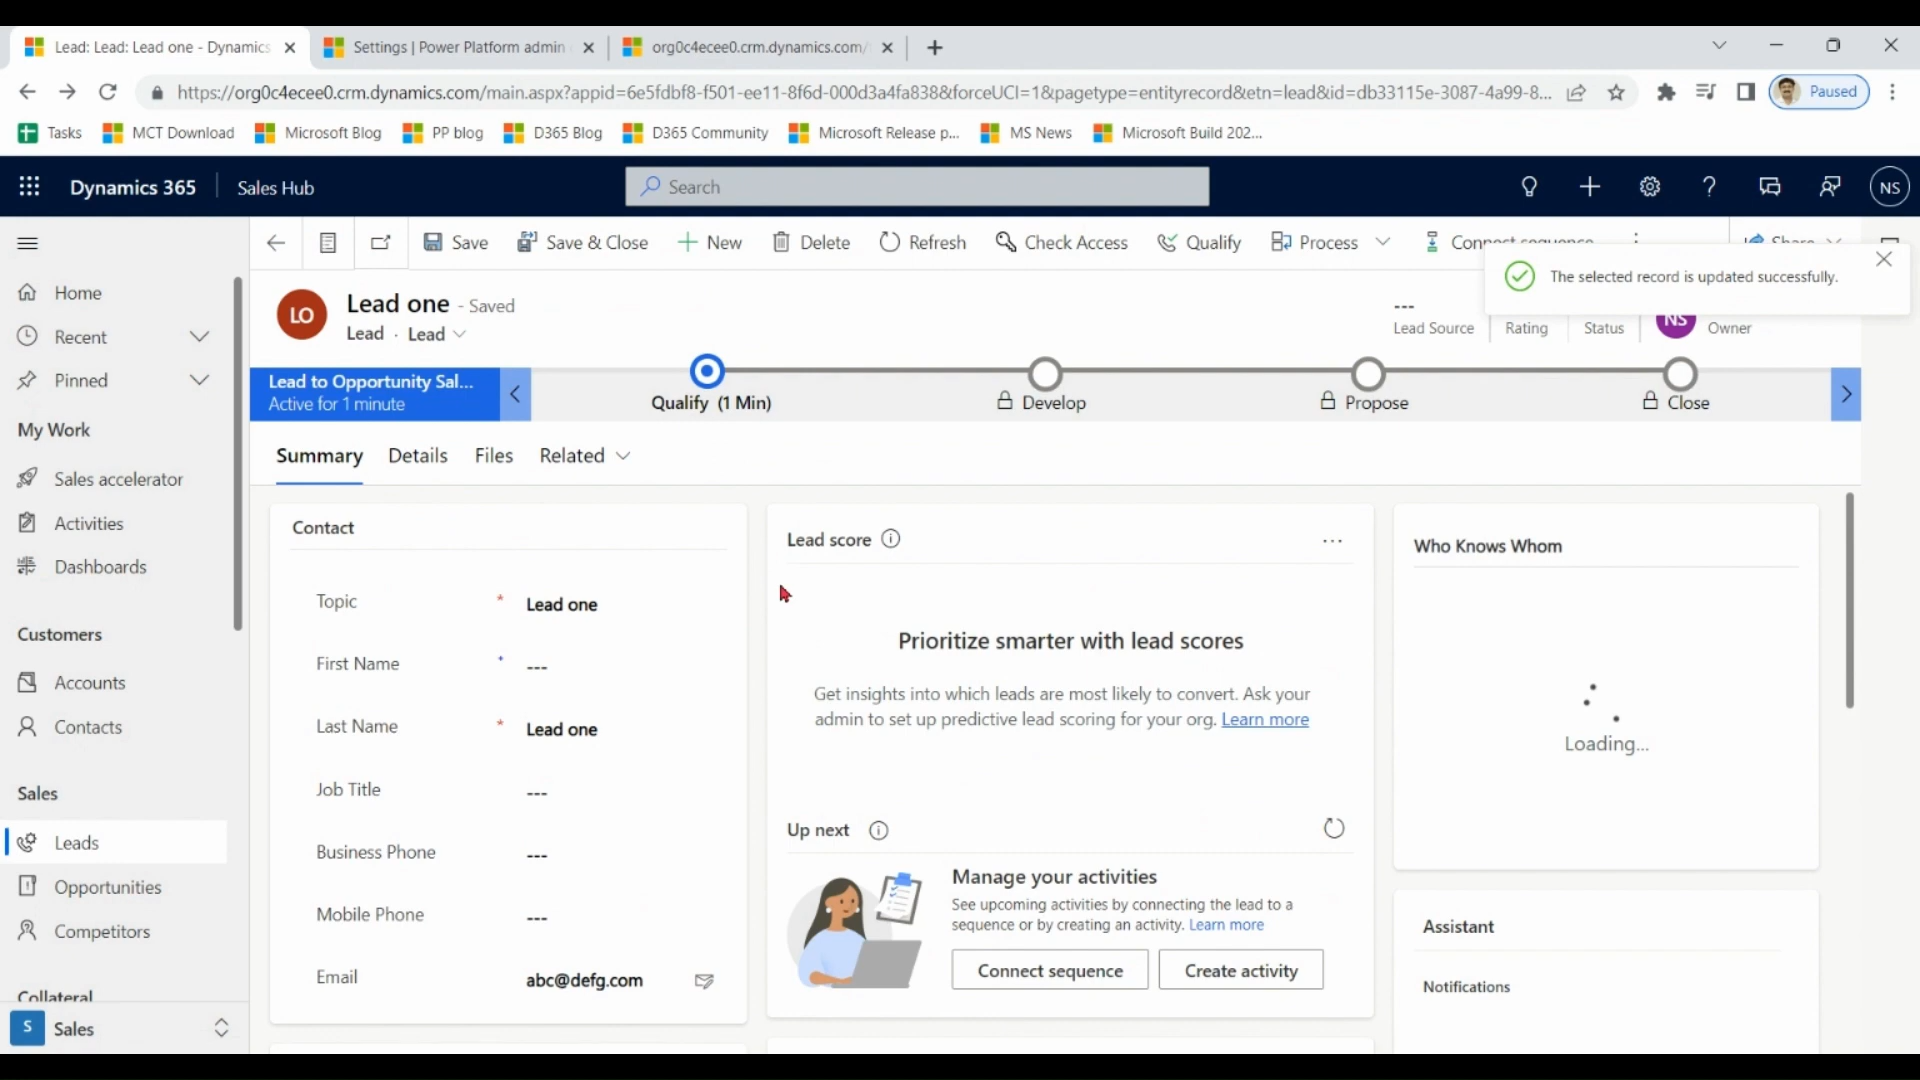 Lead: Lead: Lead one - Dynamics
Settings | Power Platform admin
org0c4ecee0.crm.dynamics.com/
https://org0c4ecee0.crm.dynamics.com/main.aspx?appid=6e5fdbf8-f501-ee11-8f6d-000d3a4fa838&forceUCI=1&pagetype=entityrecord&etn=lead&id=db33115e-3087-4a99-8...
Paused
Tasks
MCT Download
Microsoft Blog
PP blog
D365 Blog
D365 Community
Microsoft Release p...
MS News
Microsoft Build 202...
Dynamics 365
Sales Hub
Search
NS
Save
Save & Close
New
Delete
Refresh
Check Access
Qualify
Process
Connect sequence
Share
The selected record is updated successfully.
Home
Recent
Pinned
My Work
Sales accelerator
Activities
Dashboards
Customers
Accounts
Contacts
Sales
Leads
Opportunities
Competitors
Collateral
S Sales
LO
Lead one - Saved
Lead · Lead
---
Lead Source
Rating
Status
NS
Owner
Lead to Opportunity Sal...
Active for 1 minute
Qualify (1 Min)
Develop
Propose
Close
Summary
Details
Files
Related
Contact
Topic * Lead one
First Name + ---
Last Name * Lead one
Job Title ---
Business Phone ---
Mobile Phone ---
Email abc@defg.com
Lead score
...
Prioritize smarter with lead scores
Get insights into which leads are most likely to convert. Ask your
admin to set up predictive lead scoring for your org. Learn more
Up next
Manage your activities
See upcoming activities by connecting the lead to a
sequence or by creating an activity. Learn more
Connect sequence
Create activity
Who Knows Whom
Loading...
Assistant
Notifications